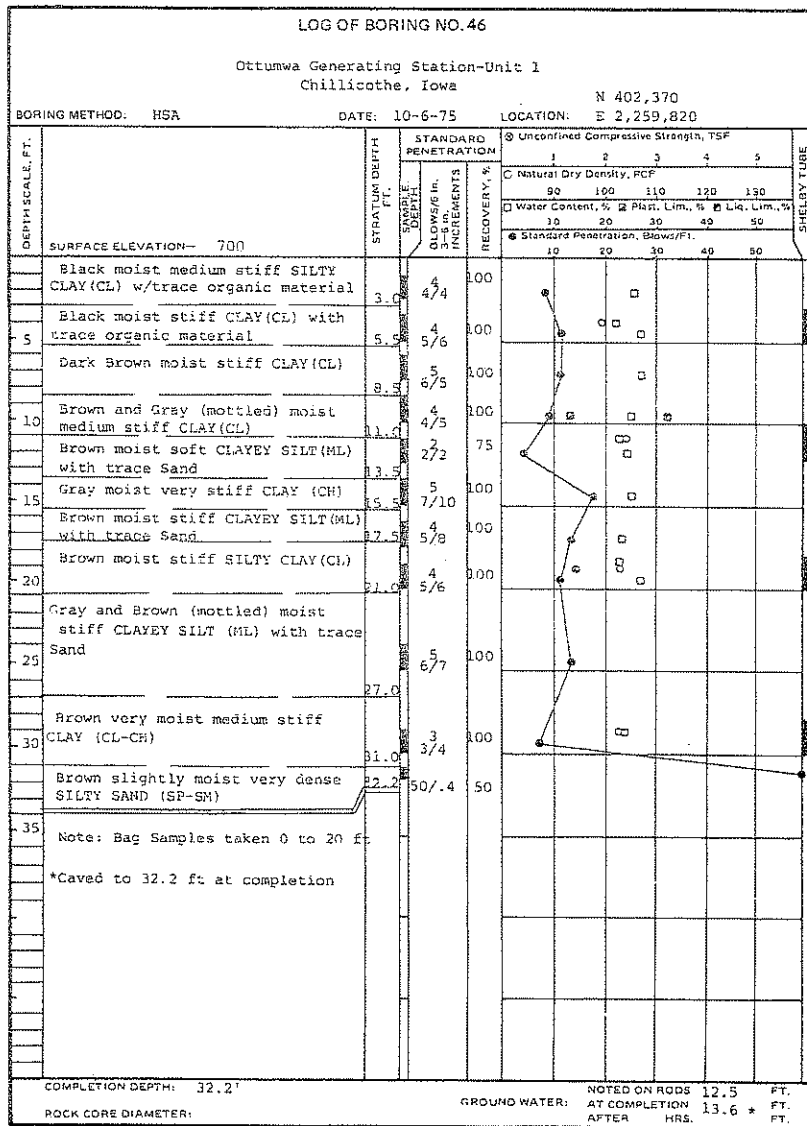 LOG OF BORING NO. 46
Ottumwa Generating Station-Unit 1
Chillicothe, Iowa
N 402,370
BORING METHOD: HSA DATE: 10-6-75 LOCATION: E 2,259,820
DEPTH SCALE, FT.
SURFACE ELEVATION— 700
STRATUM DEPTH FT.
STANDARD PENETRATION
SAMPLE DEPTH
BLOWS/6 in. 3-6 in. INCREMENTS
RECOVERY, %
Unconfined Compressive Strength, TSF
1 2 3 4 5
Natural Dry Density, PCF
90 100 110 120 130
Water Content, % Plast. Lim., % Liq. Lim., %
10 20 30 40 50
Standard Penetration, Blows/Ft.
10 20 30 40 50 60
SHELBY TUBE
Black moist medium stiff SILTY
CLAY(CL) w/trace organic material
3.0 4 4/4 100
Black moist stiff CLAY(CL) with
trace organic material
5 5.5 4 5/6 100
Dark Brown moist stiff CLAY(CL)
8.5 5 6/5 100
Brown and Gray (mottled) moist
medium stiff CLAY(CL)
10 11.0 4 4/5 100
Brown moist soft CLAYEY SILT(ML)
with trace Sand
13.5 2 2/2 75
Gray moist very stiff CLAY (CH)
15 15.5 5 7/10 100
Brown moist stiff CLAYEY SILT(ML)
with trace Sand
17.5 4 5/8 100
Brown moist stiff SILTY CLAY(CL)
20 21.0 4 5/6 100
Gray and Brown (mottled) moist
stiff CLAYEY SILT (ML) with trace
Sand
25 27.0 5 6/7 100
Brown very moist medium stiff
CLAY (CL-CH)
30 31.0 3 3/4 100
Brown slightly moist very dense
SILTY SAND (SP-SM)
32.2 50/.4 50
35
Note: Bag Samples taken 0 to 20 ft
*Caved to 32.2 ft at completion
COMPLETION DEPTH: 32.2'
ROCK CORE DIAMETER:
GROUND WATER:
NOTED ON RODS 12.5 FT.
AT COMPLETION 13.6 * FT.
AFTER HRS. FT.